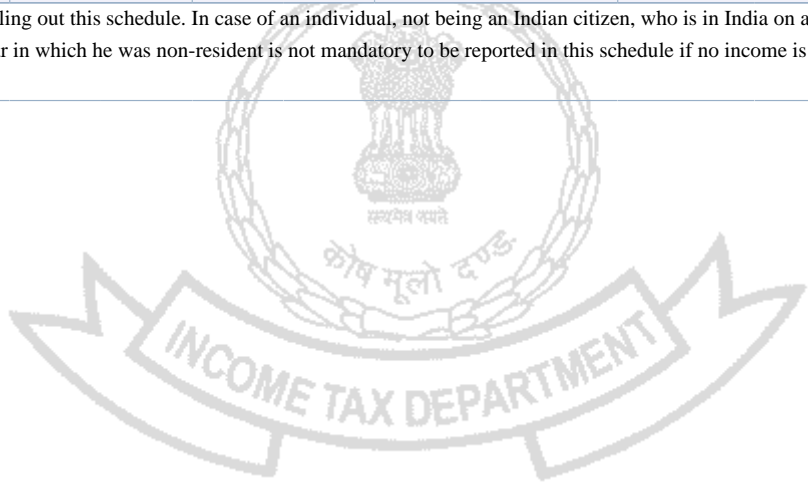 ling out this schedule. In case of an individual, not being an Indian citizen, who is in India on a
r in which he was non-resident is not mandatory to be reported in this schedule if no income is
सत्यमेव जयते
कोष मूलो दण्ड:
INCOME TAX DEPARTMENT